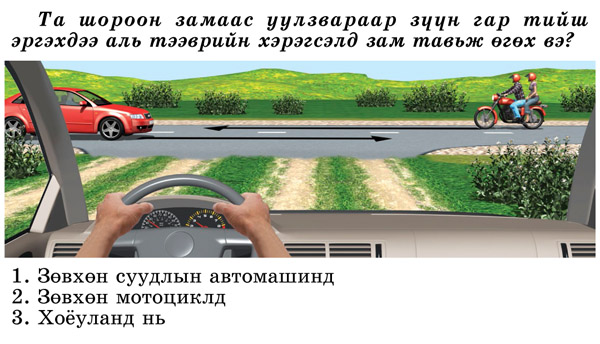 Та шороон замаас уулзвараар зүүн гар тийш
эргэхдээ аль тээврийн хэрэгсэлд зам тавьж өгөх вэ?
1. Зөвхөн суудлын автомашинд
2. Зөвхөн мотоциклд
3. Хоёуланд нь